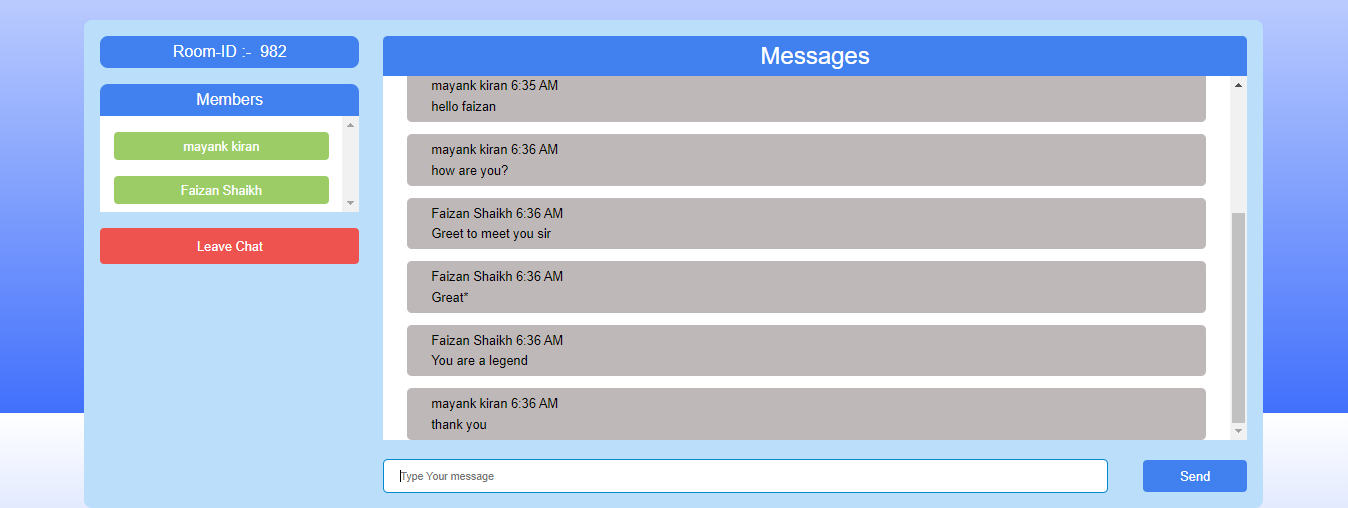 Room-ID :- 982
Members
mayank kiran
Faizan Shaikh
Leave Chat
Messages
mayank kiran 6:35 AM
hello faizan
mayank kiran 6:36 AM
how are you?
Faizan Shaikh 6:36 AM
Greet to meet you sir
Faizan Shaikh 6:36 AM
Great*
Faizan Shaikh 6:36 AM
You are a legend
mayank kiran 6:36 AM
thank you
Type Your message
Send